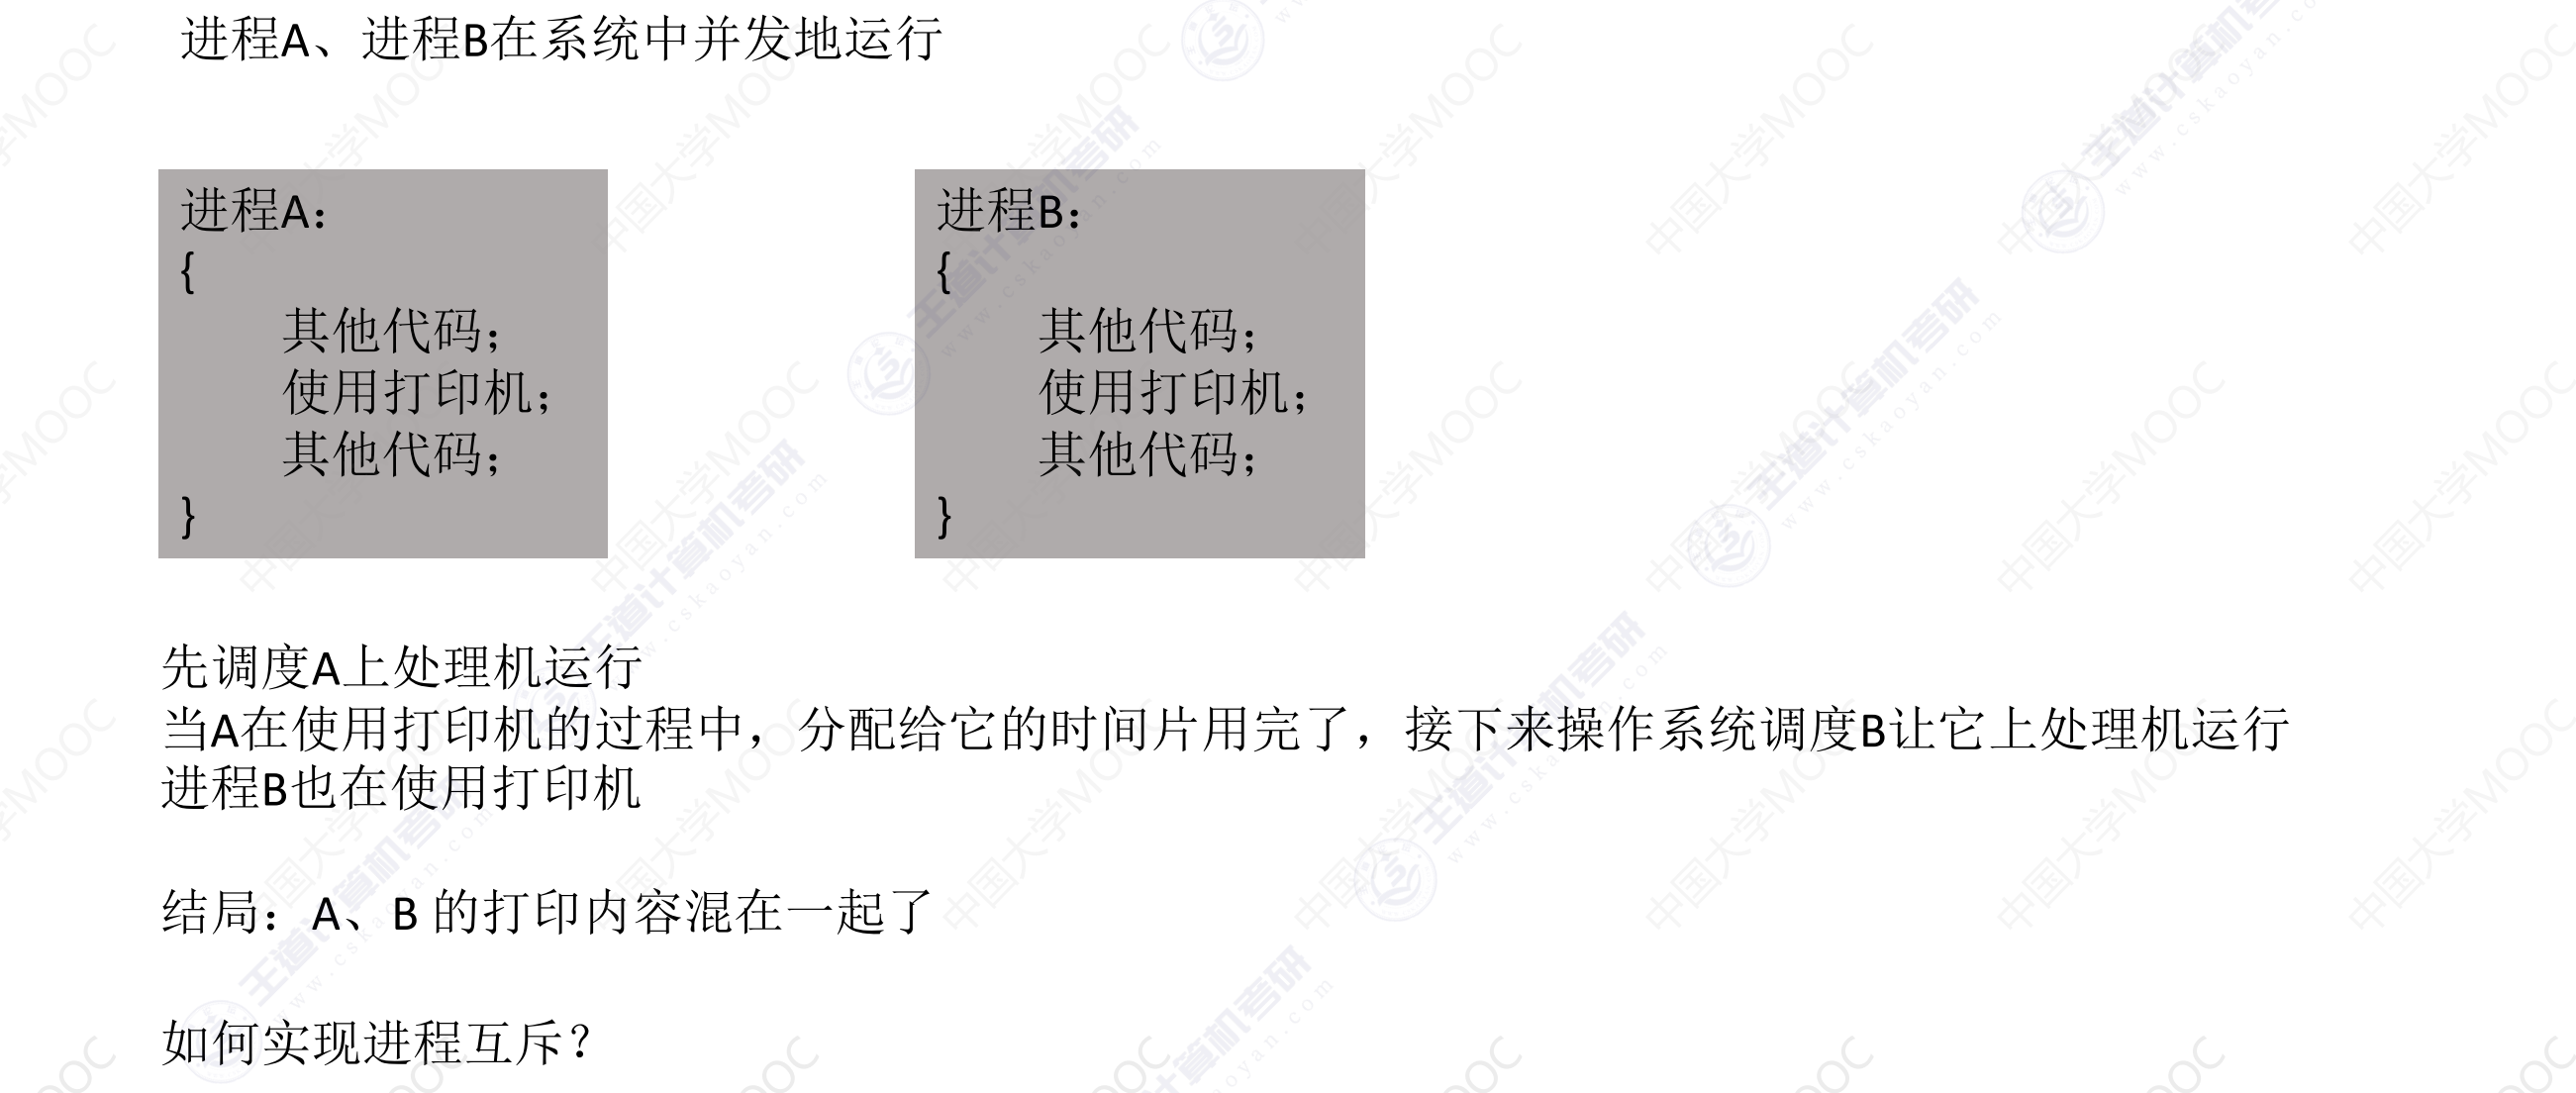 进程A、进程B在系统中并发地运行
进程A：
{
其他代码；
使用打印机；
其他代码；
}
进程B：
{
其他代码；
使用打印机；
其他代码；
}
先调度A上处理机运行
当A在使用打印机的过程中，分配给它的时间片用完了，接下来操作系统调度B让它上处理机运行
进程B也在使用打印机
结局：A、B 的打印内容混在一起了
如何实现进程互斥？
中国大学MOOC
王道计算机考研
www.cskaoyan.com